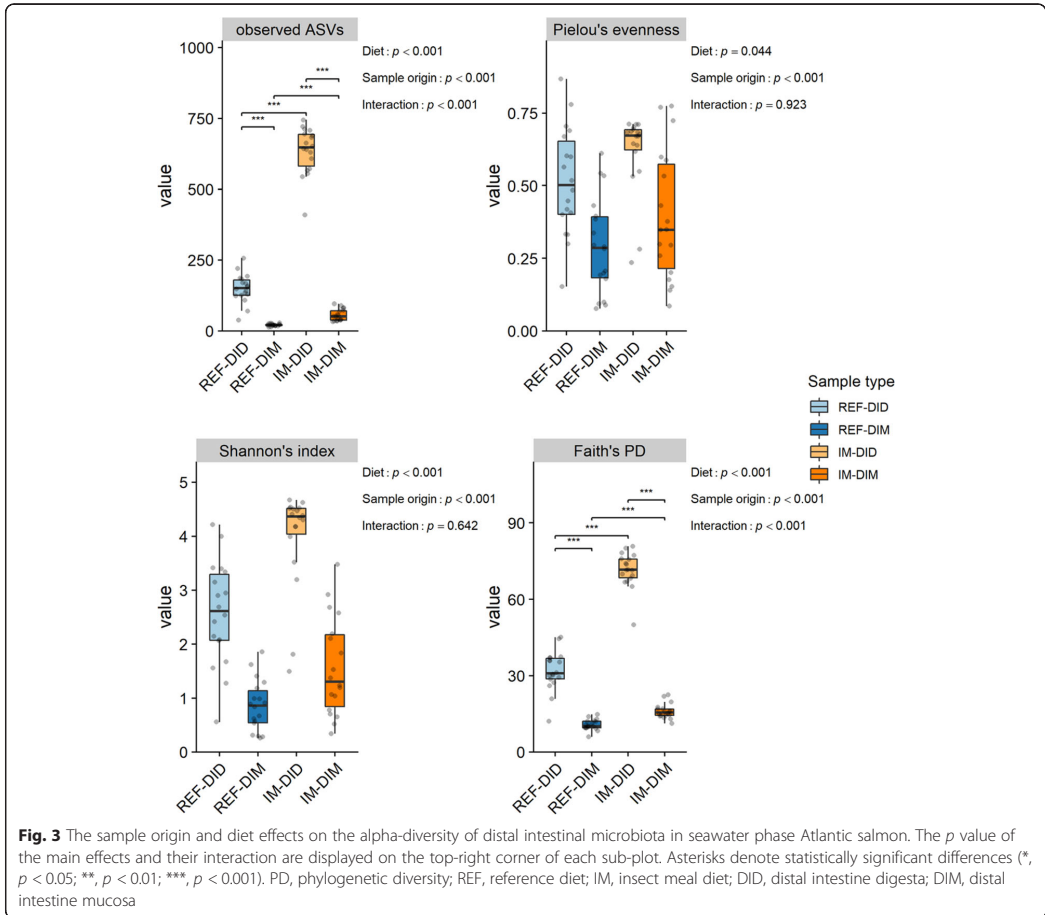 observed ASVs
Diet : p < 0.001
Sample origin : p < 0.001
Interaction : p < 0.001
***
***
***
***
value
1000
750
500
250
0
REF-DID
REF-DIM
IM-DID
IM-DIM
Pielou's evenness
Diet : p = 0.044
Sample origin : p < 0.001
Interaction : p = 0.923
value
0.75
0.50
0.25
0.00
REF-DID
REF-DIM
IM-DID
IM-DIM
Sample type
REF-DID
REF-DIM
IM-DID
IM-DIM
Shannon's index
Diet : p < 0.001
Sample origin : p < 0.001
Interaction : p = 0.642
value
5
4
3
2
1
0
REF-DID
REF-DIM
IM-DID
IM-DIM
Faith's PD
Diet : p < 0.001
Sample origin : p < 0.001
Interaction : p < 0.001
***
***
***
***
value
90
60
30
0
REF-DID
REF-DIM
IM-DID
IM-DIM
Fig. 3 The sample origin and diet effects on the alpha-diversity of distal intestinal microbiota in seawater phase Atlantic salmon. The p value of
the main effects and their interaction are displayed on the top-right corner of each sub-plot. Asterisks denote statistically significant differences (*,
p < 0.05; **, p < 0.01; ***, p < 0.001). PD, phylogenetic diversity; REF, reference diet; IM, insect meal diet; DID, distal intestine digesta; DIM, distal
intestine mucosa